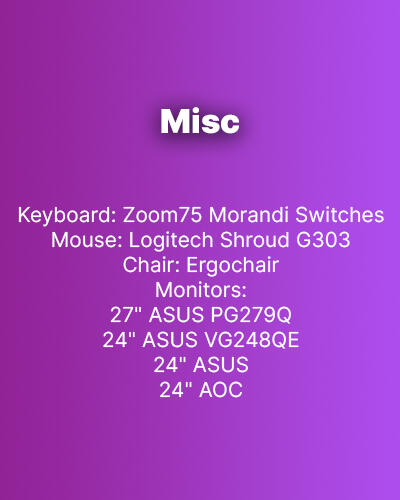 Misc
Keyboard: Zoom75 Morandi Switches
Mouse: Logitech Shroud G303
Chair: Ergochair
Monitors:
27" ASUS PG279Q
24" ASUS VG248QE
24" ASUS
24" AOC